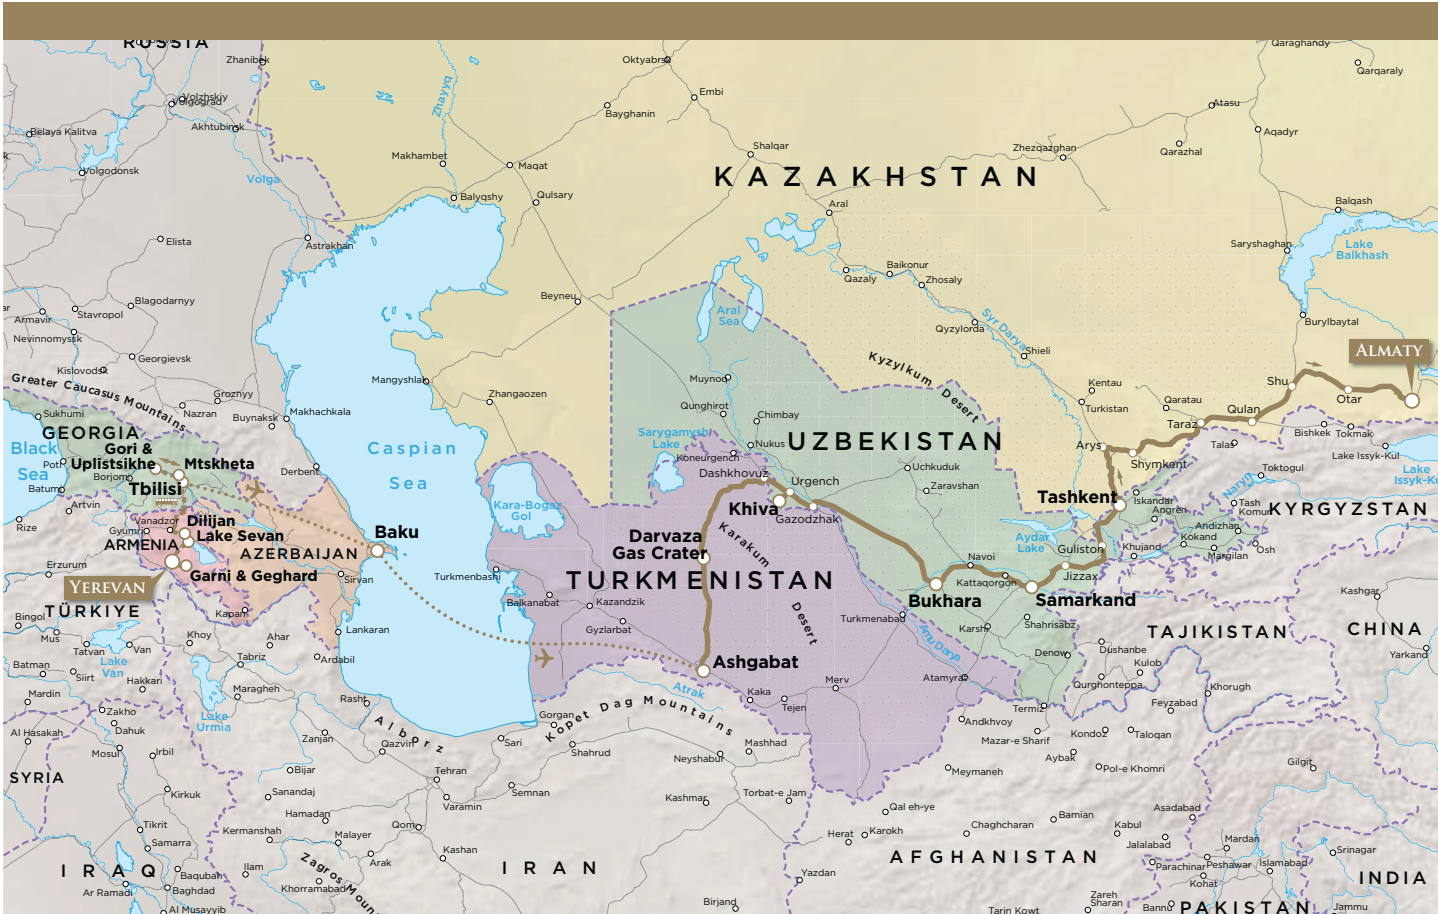 RUSSIA
Zhanibek
Oktyabrsk
Qaraghandy
Qarqaraly
Volzhskiy
Volgograd
Zhayyq
Embi
Bayghanin
Atasu
Akhtubinsk
Belaya Kalitva
Aqadyr
Makhambet
Maqat
Shalqar
Zhezqazghan
Qarazhal
k.
Volgodonsk
Volga
KAZAKHSTAN
Balyqshy
Qulsary
Aral
Balqash
Elista
Astrakhan
Saryshaghan
Lake
Balkhash
Baikonur
Qazaly
Zhosaly
Beyneu
Blagodarnyy
ar
Armavir
Stavropol
Nevinnomyssk
Aral
Sea
Syr Darya
Qyzylorda
Burylbaytal
Georgievsk
Shieli
ALMATY
Kislovodsk
Greater Caucasus Mountains
Mangyshlak
Kyzylkum Desert
Muynoq
Kentau
Shu
Groznyy
Zhangaozen
Qunghirot
Turkistan
Qaratau
Otar
Nazran
Makhachkala
Sukhumi
Buynaksk
Chimbay
Qulan
Taraz
GEORGIA
Black
Sea
Gori &
Uplistsikhe
Mtskheta
Caspian
Sea
Sarygamysh
Lake
Nukus
UZBEKISTAN
Arys
Talas
Bishkek
Tokmak
Poti
Borjomi
Derbent
Koneurgench
Dashkhovuz
Uchkuduk
Shymkent
Lake Issyk-Kul
Batumi
Tbilisi
Urgench
Zaravshan
Toktogul
Lake
Issyk-Ku
Artvin
Kara-Bogaz
Gol
Khiva
Gazodzhak
Tashkent
Iskandar
Angren
Naryn
Tash
Komur
KYRGYZSTAN
Rize
Vanadzor
Gyumri
Dilijan
Lake Sevan
Baku
Darvaza
Gas Crater
Karakum
Desert
Aydar
Lake
Andizhan
Kokand
Guliston
Khujand
Margilan
Osh
ARMENIA
AZERBAIJAN
Navoi
Erzurum
Garni & Geghard
Sirvan
Turkmenbashi
TURKMENISTAN
Kattaqorgon
Jizzax
YEREVAN
Balkanabat
Kazandzik
Bukhara
Samarkand
Kashgar
TÜRKIYE
Kapan
Gyzlarbat
Turkmenabad
Shahrisabz
Bingol
Mus
Khoy
Ahar
Lankaran
Karshi
TAJIKISTAN
CHINA
Tatvan
Van
Lake
Van
Tabriz
Ardabil
Ashgabat
Denow
Dushanbe
Yarkand
Batman
Siirt
Hakkari
Kulob
Merv
Atamyrat
Qurghonteppa
Mardin
Maragheh
Atrak
Kaka
Tejen
Khorugh
Zakho
Lake
Urmia
Rasht
Gorgan
Kopet Dag Mountains
Andkhvoy
Termiz
Feyzabad
Al Hasakah
Dahuk
Zanjan
Alborz
Mazar-e Sharif
Kondoz
Taloqan
Mosul
Irbil
Qazvin
Sari
Shahrud
Mashhad
Neyshabur
Aybak
Gilgit
SYRIA
Bijar
Tehran
Meymaneh
Pol-e Khomri
Kirkuk
Sanandaj
Semnan
Varamin
Kashmar
Torbat-e Jam
Qal eh-ye
Asadabad
Hamadan
Bamian
Tikrit
Kermanshah
Malayer
Qom
Herat
Karokh
Chaghcharan
Kabul
Jalalabad
Mardan
Samarra
Arak
Kashan
Srinagar
IRAQ
Ilam
Zagros Moun
IRAN
AFGHANISTAN
Parachinar
Peshawar
Islamabad
Baqubah
Khorramabad
Yazdan
Kohat
INDIA
Ar Ramadi
Baghdad
Zareh
Sharan
Birjand
Tarin Kowt
Bannu
PAKISTAN
Jammu
Al Musayyib